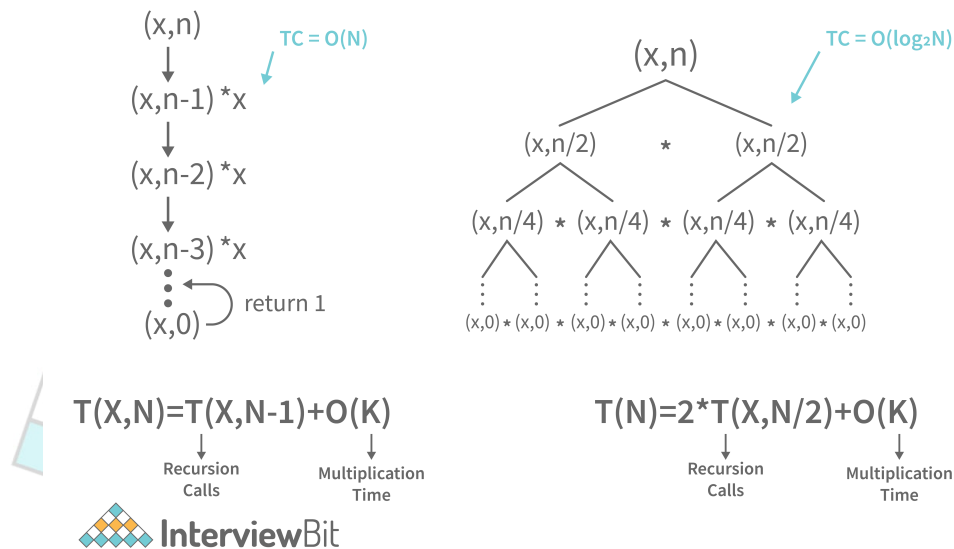 (x,n)
TC = O(N)
(x,n-1) *x
(x,n-2) *x
(x,n-3) *x
return 1
(x,0)
TC = O(log₂N)
(x,n)
(x,n/2) * (x,n/2)
(x,n/4) * (x,n/4) * (x,n/4) * (x,n/4)
(x,0) * (x,0) * (x,0) * (x,0) * (x,0) * (x,0) * (x,0) * (x,0)
T(X,N)=T(X,N-1)+O(K)
Recursion
Calls
Multiplication
Time
T(N)=2*T(X,N/2)+O(K)
Recursion
Calls
Multiplication
Time
InterviewBit